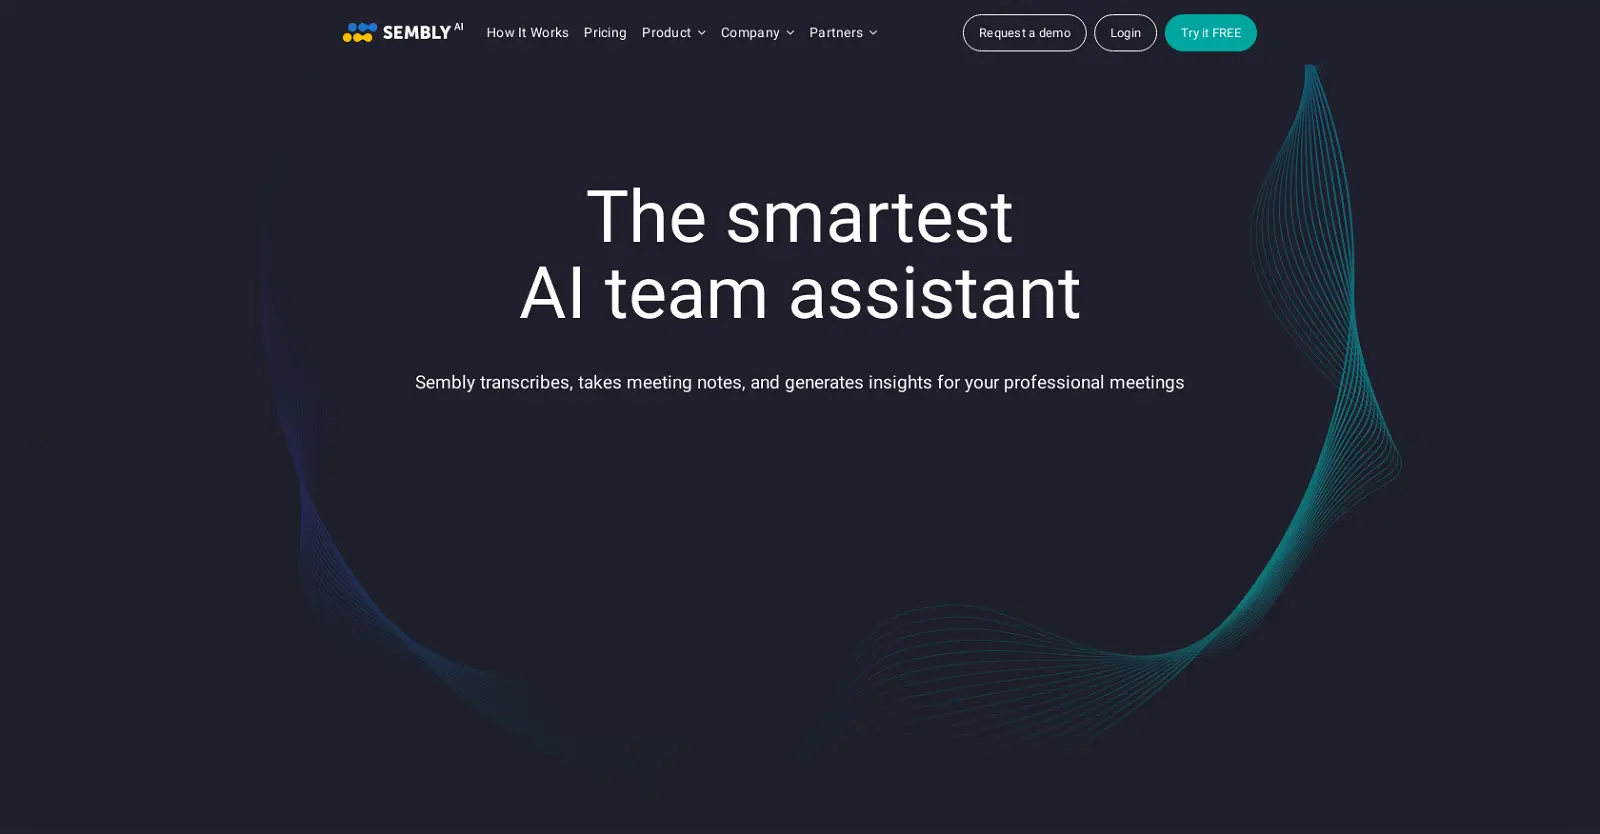 SEMBLY AI
How It Works
Pricing
Product
Company
Partners
Request a demo
Login
Try it FREE
The smartest
AI team assistant
Sembly transcribes, takes meeting notes, and generates insights for your professional meetings